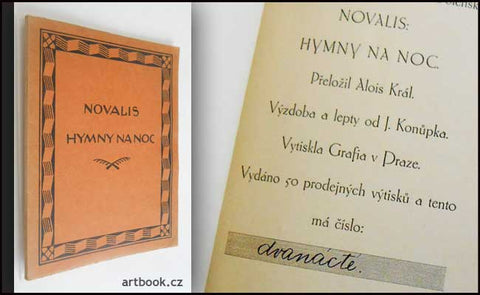 NOVALIS
HYMNY NA NOC
artbook.cz
NOVALIS:
HYMNY NA NOC.
Přeložil Alois Král.
Výzdoba a lepty od J. Konůpka.
Vytiskla Grafia v Praze.
Vydáno 50 prodejných výtisků a tento
má číslo:
dvanácté.